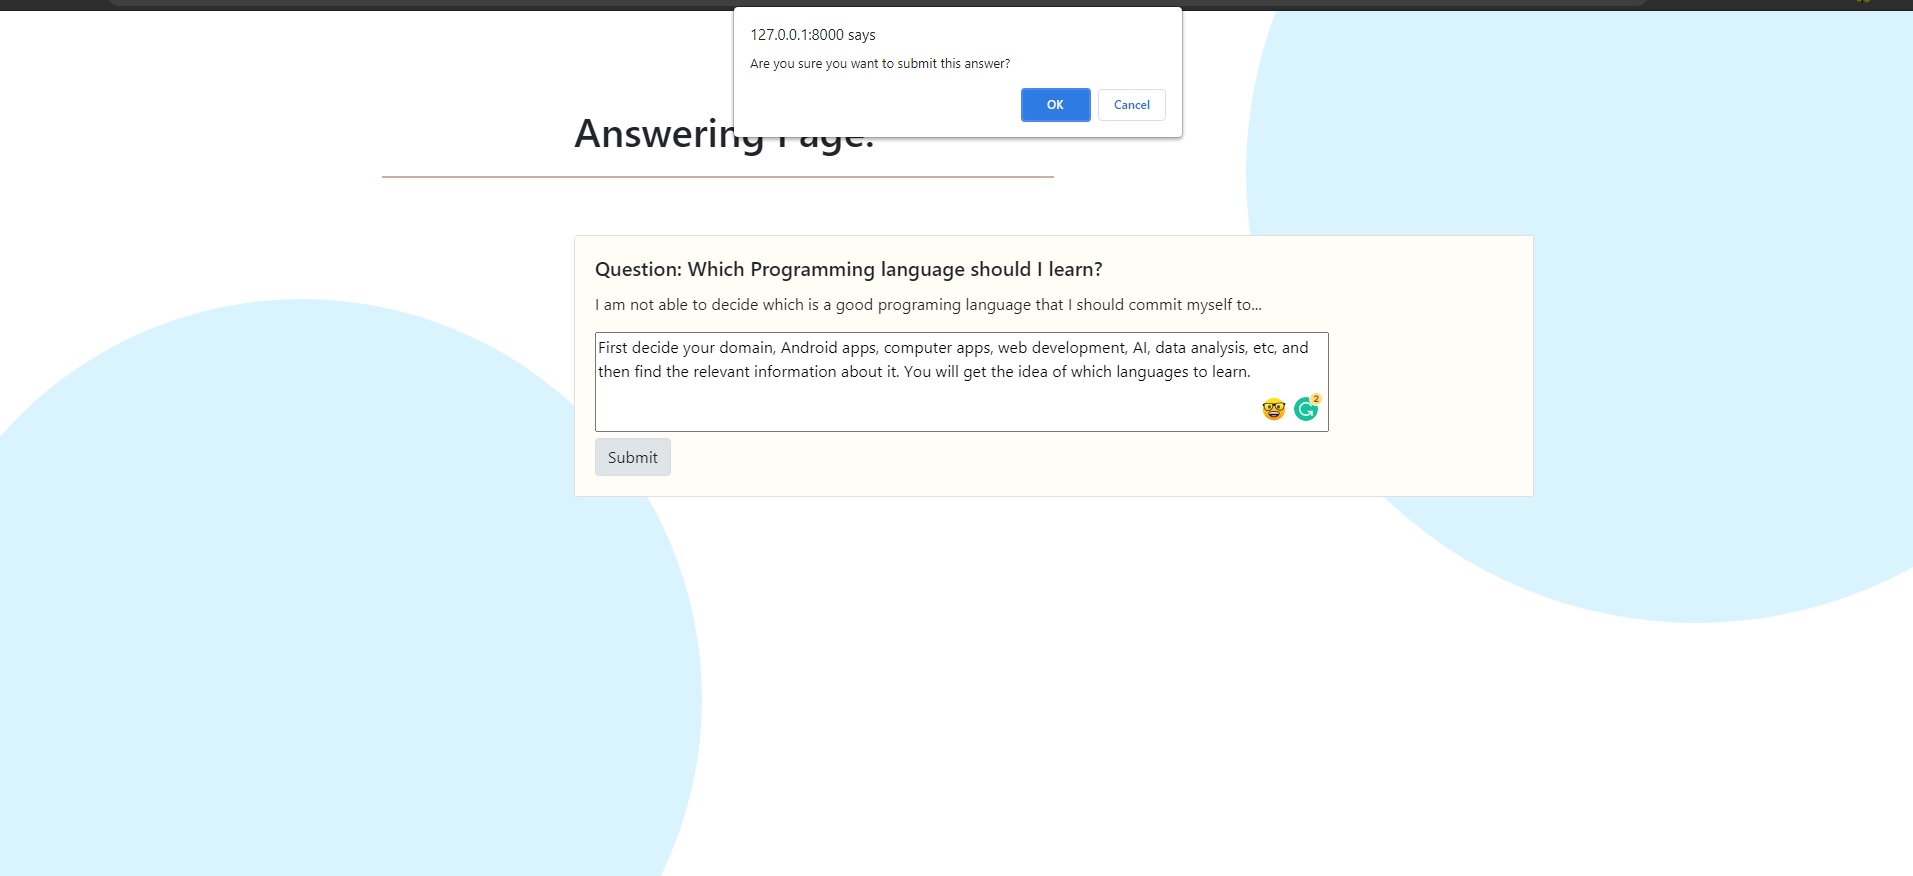 127.0.0.1:8000 says
Are you sure you want to submit this answer?
OK
Cancel
Answering Page:
Question: Which Programming language should I learn?
I am not able to decide which is a good programing language that I should commit myself to...
First decide your domain, Android apps, computer apps, web development, AI, data analysis, etc, and
then find the relevant information about it. You will get the idea of which languages to learn.
2
Submit